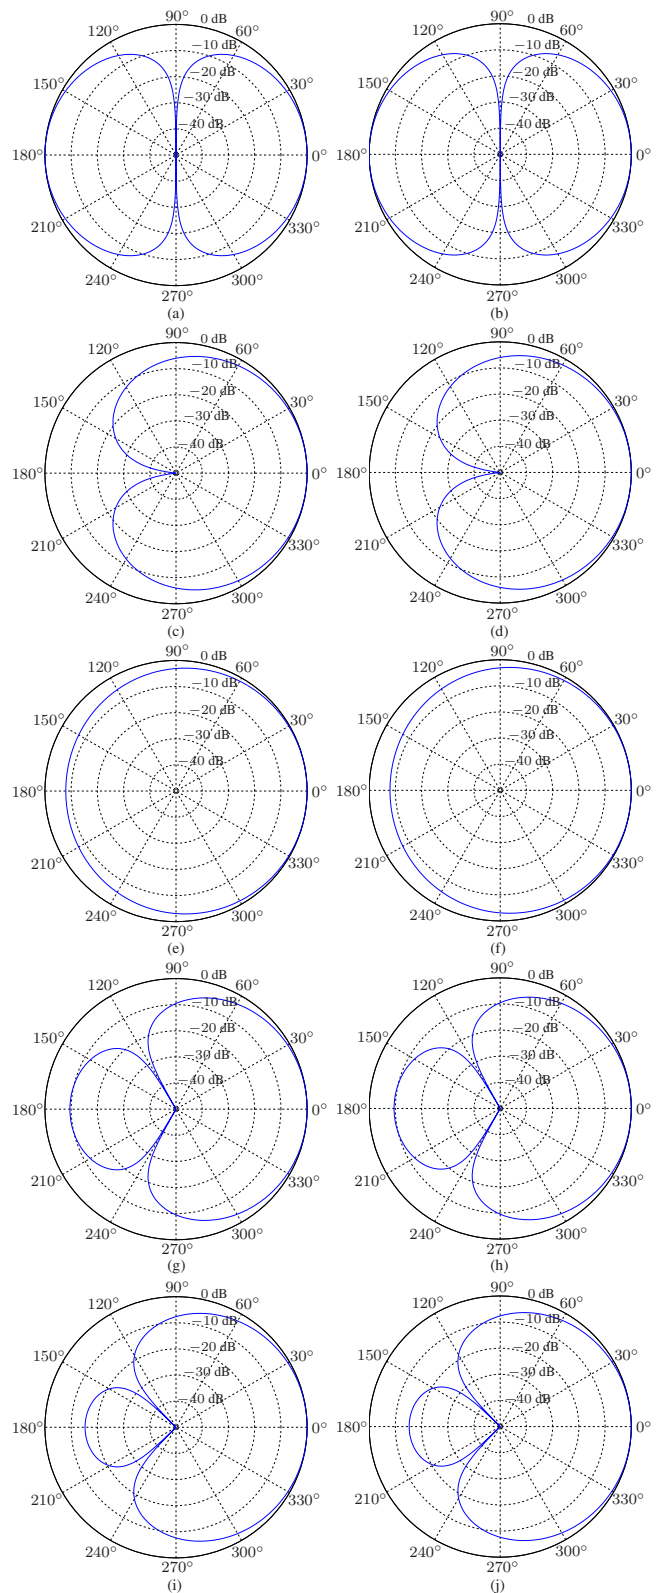 90° 0 dB 90° 0 dB
120° 60° 120° 60°
−10 dB −10 dB
150° −20 dB 30° 150° −20 dB 30°
−30 dB −30 dB
−40 dB −40 dB
180° 0° 180° 0°
210° 330° 210° 330°
240° 300° 240° 300°
270° 270°
(a) (b)
90° 0 dB 90° 0 dB
120° 60° 120° 60°
−10 dB −10 dB
150° −20 dB 30° 150° −20 dB 30°
−30 dB −30 dB
−40 dB −40 dB
180° 0° 180° 0°
210° 330° 210° 330°
240° 300° 240° 300°
270° 270°
(c) (d)
90° 0 dB 90° 0 dB
120° 60° 120° 60°
−10 dB −10 dB
150° −20 dB 30° 150° −20 dB 30°
−30 dB −30 dB
−40 dB −40 dB
180° 0° 180° 0°
210° 330° 210° 330°
240° 300° 240° 300°
270° 270°
(e) (f)
90° 0 dB 90° 0 dB
120° 60° 120° 60°
−10 dB −10 dB
150° −20 dB 30° 150° −20 dB 30°
−30 dB −30 dB
−40 dB −40 dB
180° 0° 180° 0°
210° 330° 210° 330°
240° 300° 240° 300°
270° 270°
(g) (h)
90° 0 dB 90° 0 dB
120° 60° 120° 60°
−10 dB −10 dB
150° −20 dB 30° 150° −20 dB 30°
−30 dB −30 dB
−40 dB −40 dB
180° 0° 180° 0°
210° 330° 210° 330°
240° 300° 240° 300°
270° 270°
(i) (j)